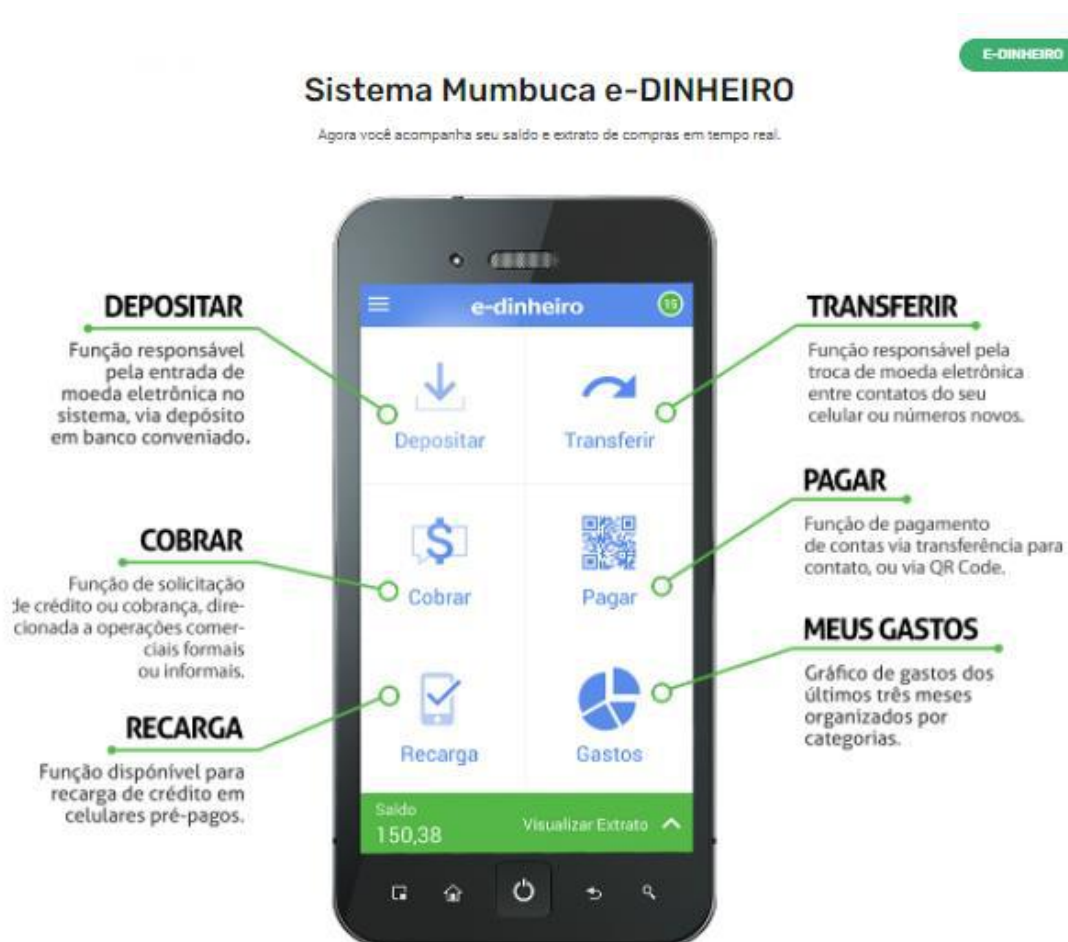 E-DINHEIRO
Sistema Mumbuca e-DINHEIRO
Agora você acompanha seu saldo e extrato de compras em tempo real.
DEPOSITAR
Função responsável
pela entrada de
moeda eletrônica no
sistema, via depósito
em banco conveniado.
COBRAR
Função de solicitação
de crédito ou cobrança, dire-
cionada a operações comer-
ciais formais
ou informais.
RECARGA
Função dispónível para
recarga de crédito em
celulares pré-pagos.
e-dinheiro
15
Depositar
Transferir
Cobrar
Pagar
Recarga
Gastos
Saldo
150,38
Visualizar Extrato
TRANSFERIR
Função responsável pela
troca de moeda eletrônica
entre contatos do seu
celular ou números novos.
PAGAR
Função de pagamento
de contas via transferência para
contato, ou via QR Code.
MEUS GASTOS
Gráfico de gastos dos
últimos três meses
organizados por
categorias.